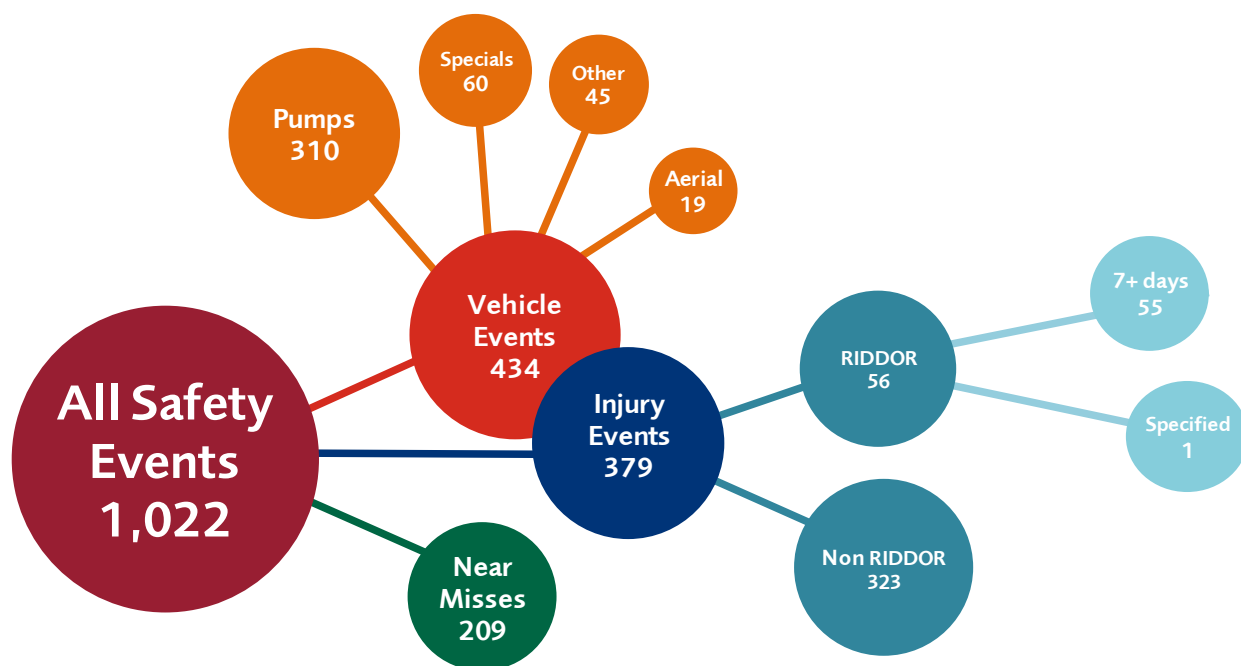 Specials
60
Other
45
Pumps
310
Aerial
19
Vehicle
Events
434
7+ days
55
RIDDOR
56
All Safety
Events
1,022
Injury
Events
379
Specified
1
Near
Misses
209
Non RIDDOR
323